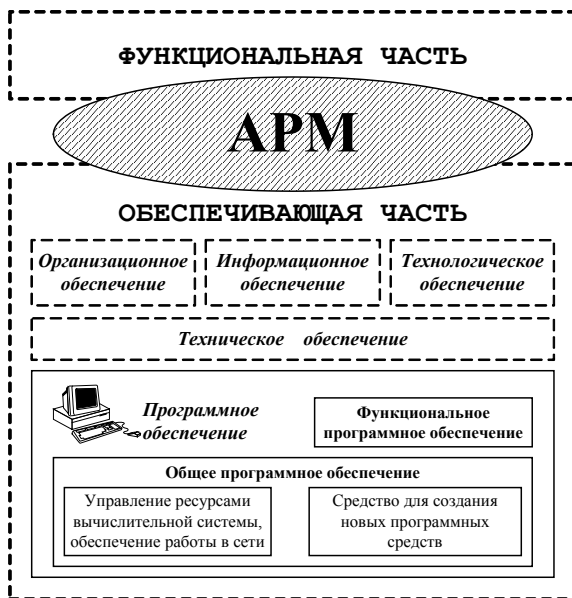 ФУНКЦИОНАЛЬНАЯ ЧАСТЬ
АРМ
ОБЕСПЕЧИВАЮЩАЯ ЧАСТЬ
Организационное
обеспечение
Информационное
обеспечение
Технологическое
обеспечение
Техническое обеспечение
Программное
обеспечение
Функциональное
программное обеспечение
Общее программное обеспечение
Управление ресурсами
вычислительной системы,
обеспечение работы в сети
Средство для создания
новых программных
средств